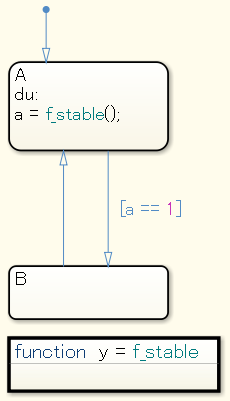 A
du:
a = f_stable();
[a == 1]
B
function y = f_stable